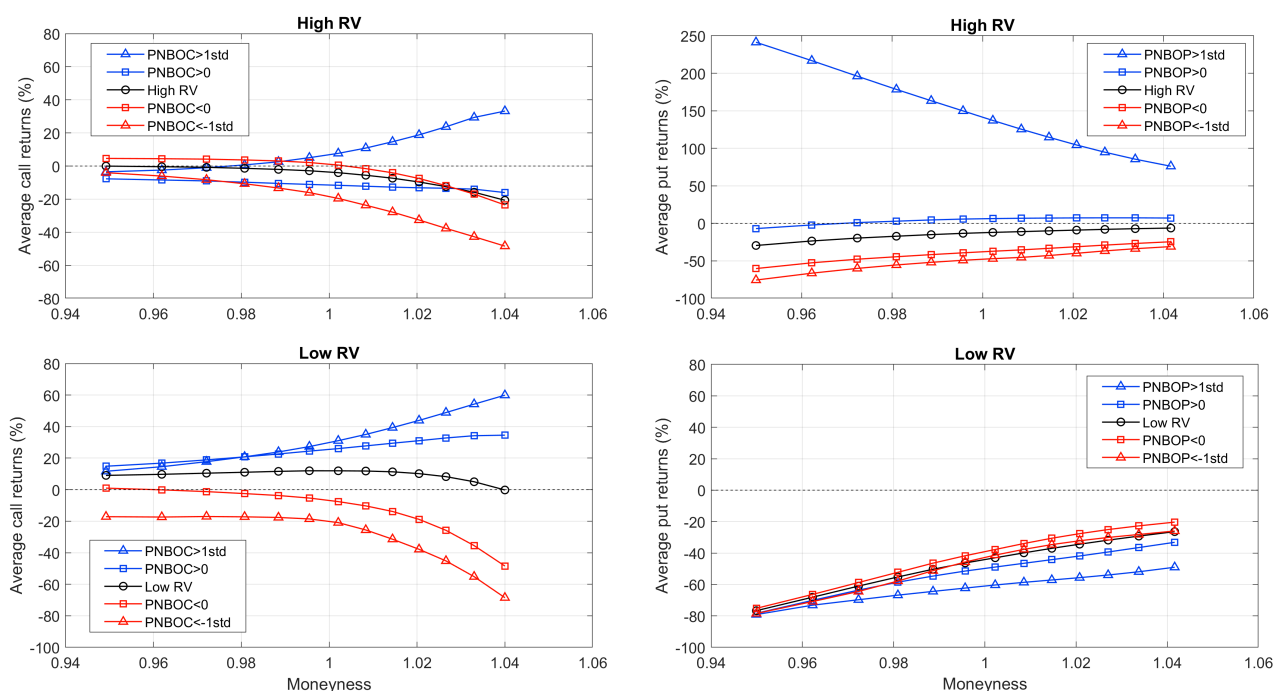 High RV
Average call returns (%)
80
60
40
20
0
-20
-40
-60
-80
0.94
0.96
0.98
1
1.02
1.04
1.06
PNBOC>1std
PNBOC>0
High RV
PNBOC<0
PNBOC<-1std
High RV
Average put returns (%)
250
200
150
100
50
0
-50
-100
0.94
0.96
0.98
1
1.02
1.04
1.06
PNBOP>1std
PNBOP>0
High RV
PNBOP<0
PNBOP<-1std
Low RV
Average call returns (%)
80
60
40
20
0
-20
-40
-60
-80
-100
0.94
0.96
0.98
1
1.02
1.04
1.06
Moneyness
PNBOC>1std
PNBOC>0
Low RV
PNBOC<0
PNBOC<-1std
Low RV
Average put returns (%)
80
60
40
20
0
-20
-40
-60
-80
-100
0.94
0.96
0.98
1
1.02
1.04
1.06
Moneyness
PNBOP>1std
PNBOP>0
Low RV
PNBOP<0
PNBOP<-1std